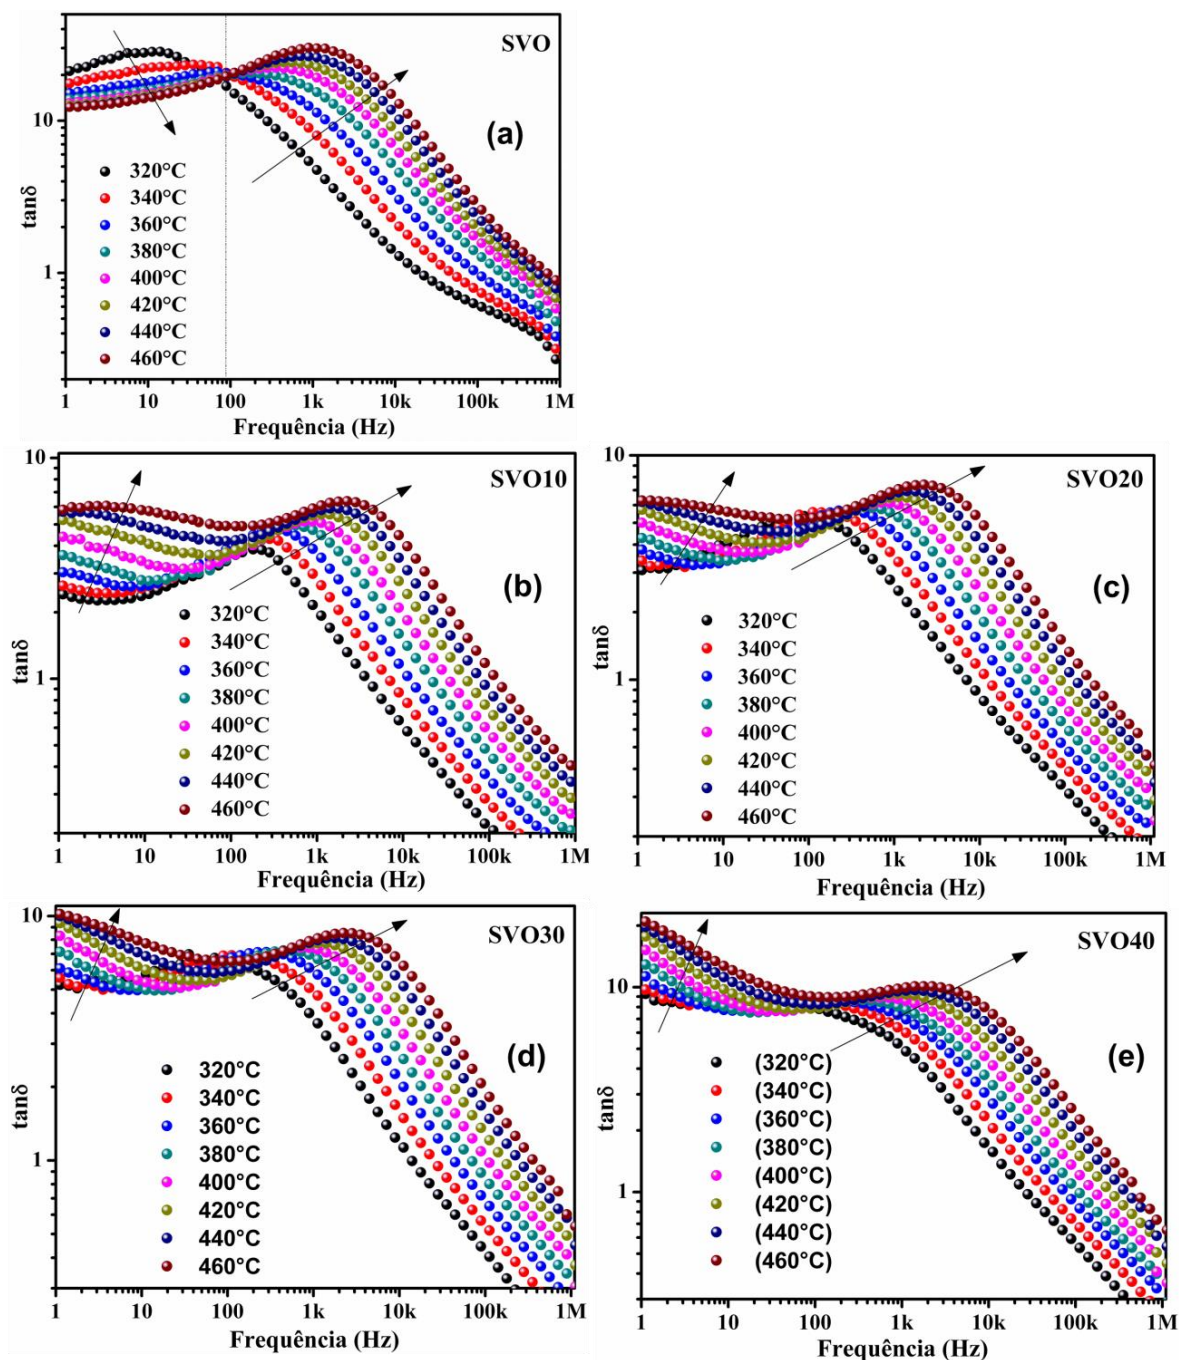 SVO
(a)
tanδ
10
1
320°C
340°C
360°C
380°C
400°C
420°C
440°C
460°C
1 10 100 1k 10k 100k 1M
Frequência (Hz)
SVO10
(b)
tanδ
10
1
320°C
340°C
360°C
380°C
400°C
420°C
440°C
460°C
1 10 100 1k 10k 100k 1M
Frequência (Hz)
SVO20
(c)
tanδ
10
1
320°C
340°C
360°C
380°C
400°C
420°C
440°C
460°C
1 10 100 1k 10k 100k 1M
Frequência (Hz)
SVO30
(d)
tanδ
10
1
320°C
340°C
360°C
380°C
400°C
420°C
440°C
460°C
1 10 100 1k 10k 100k 1M
Frequência (Hz)
SVO40
(e)
tanδ
10
1
(320°C)
(340°C)
(360°C)
(380°C)
(400°C)
(420°C)
(440°C)
(460°C)
1 10 100 1k 10k 100k 1M
Frequência (Hz)